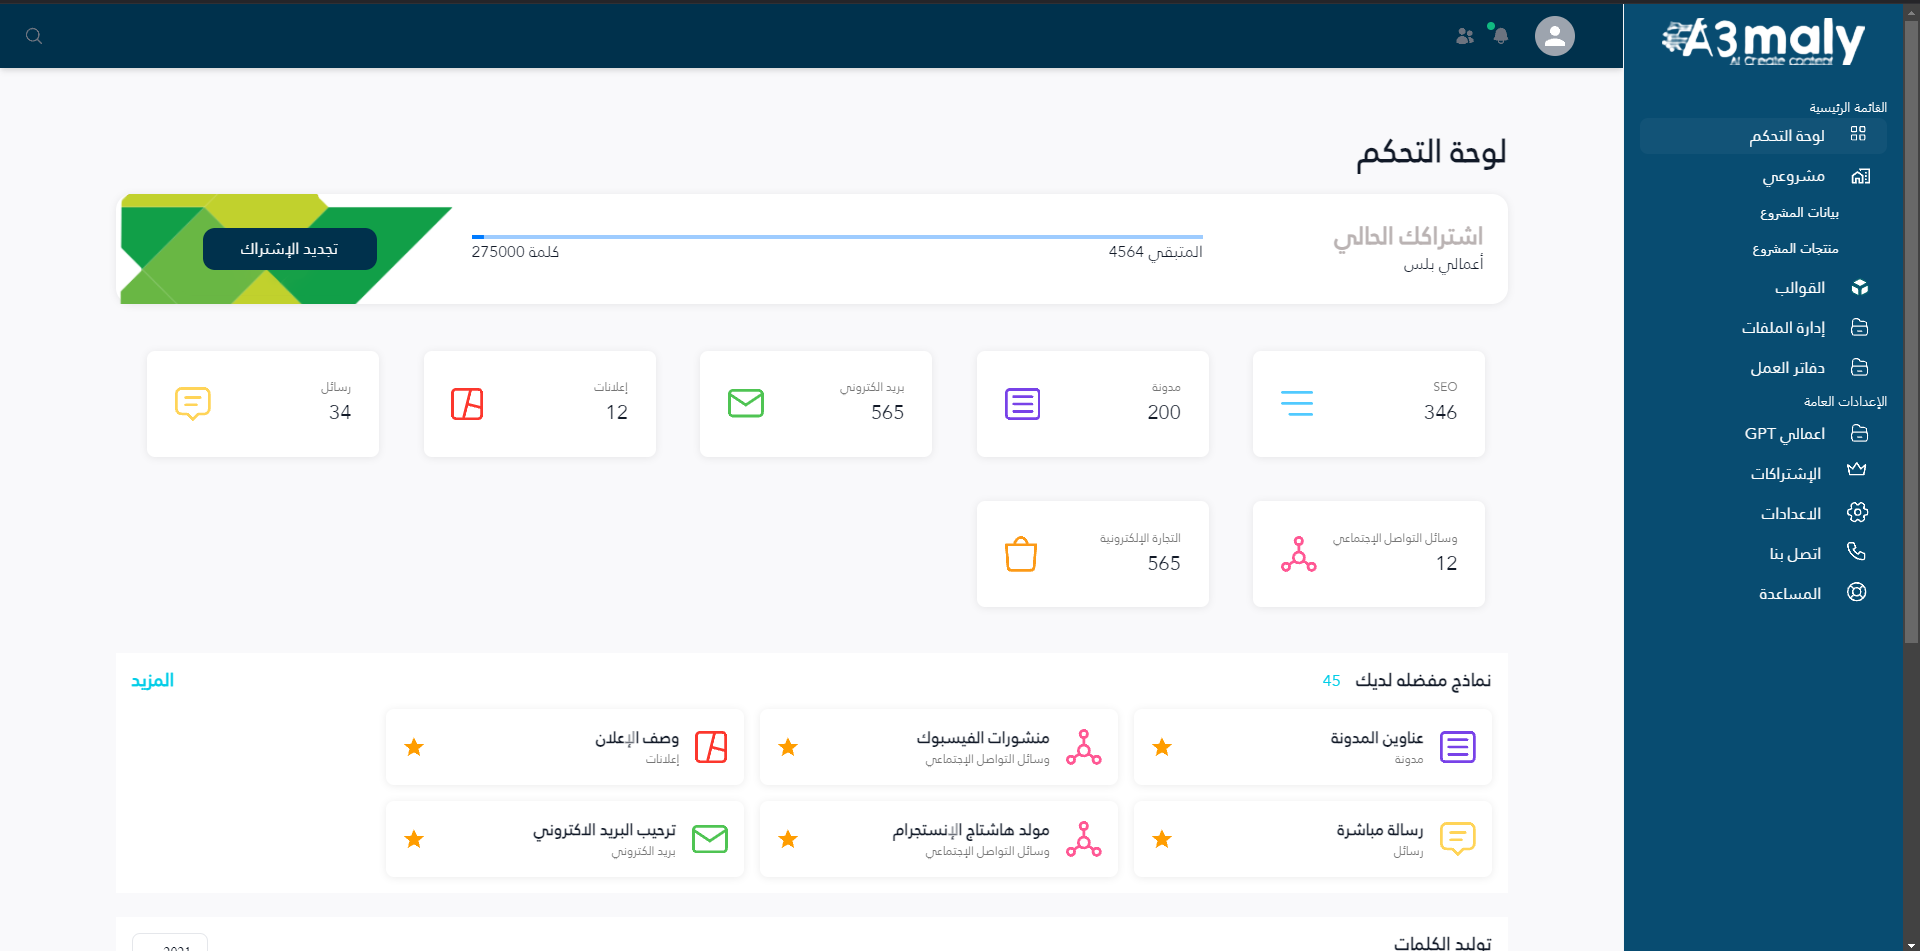 A3maly
AI Create content
القائمة الرئيسية
لوحة التحكم
مشروعي
بيانات المشروع
منتجات المشروع
القوالب
إدارة الملفات
دفاتر العمل
الإعدادات العامة
اعمالي GPT
الإشتراكات
الاعدادات
اتصل بنا
المساعدة
لوحة التحكم
اشتراكك الحالي
أعمالي بلس
المتبقي 4564
275000 كلمة
تجديد الإشتراك
SEO
346
مدونة
200
بريد الكتروني
565
إعلانات
12
رسائل
34
وسائل التواصل الإجتماعي
12
التجارة الإلكترونية
565
نماذج مفضله لديك 45
المزيد
عناوين المدونة
مدونة
منشورات الفيسبوك
وسائل التواصل الإجتماعي
وصف الإعلان
إعلانات
رسالة مباشرة
رسائل
مولد هاشتاج الإنستجرام
وسائل التواصل الإجتماعي
ترحيب البريد الاكتروني
بريد الكتروني
توليد الكلمات
2021